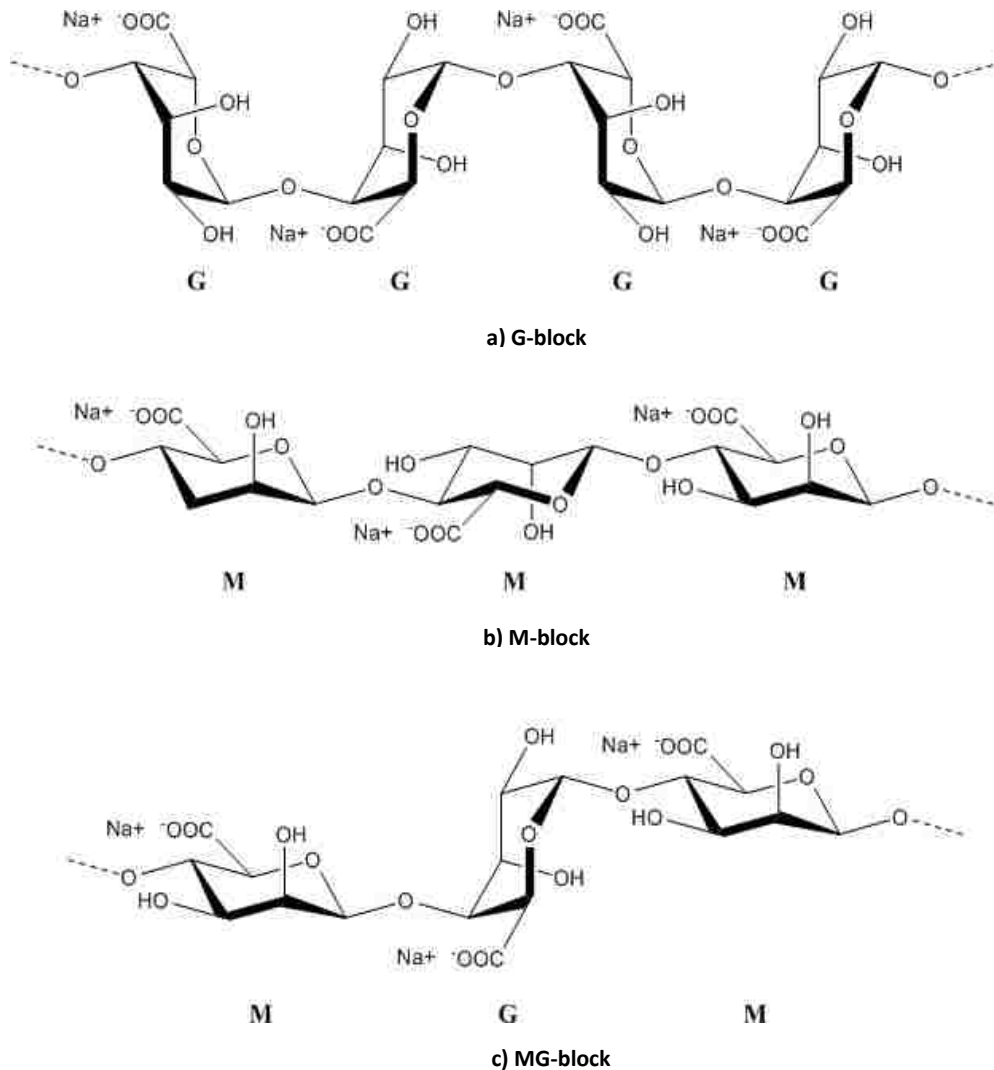 Na+ ⁻OOC OH Na+ ⁻OOC OH
O O O
OH O OH O
O OH O OH
O O
OH Na+ ⁻OOC OH Na+ ⁻OOC
G G G G
a) G-block
Na+ ⁻OOC OH Na+ ⁻OOC OH
O O
O HO O O
O HO O
Na+ ⁻OOC OH O
M M M
b) M-block
OH Na+ ⁻OOC OH
O
O
Na+ ⁻OOC OH O HO O
O
O OH
HO O
Na+ ⁻OOC
M G M
c) MG-block